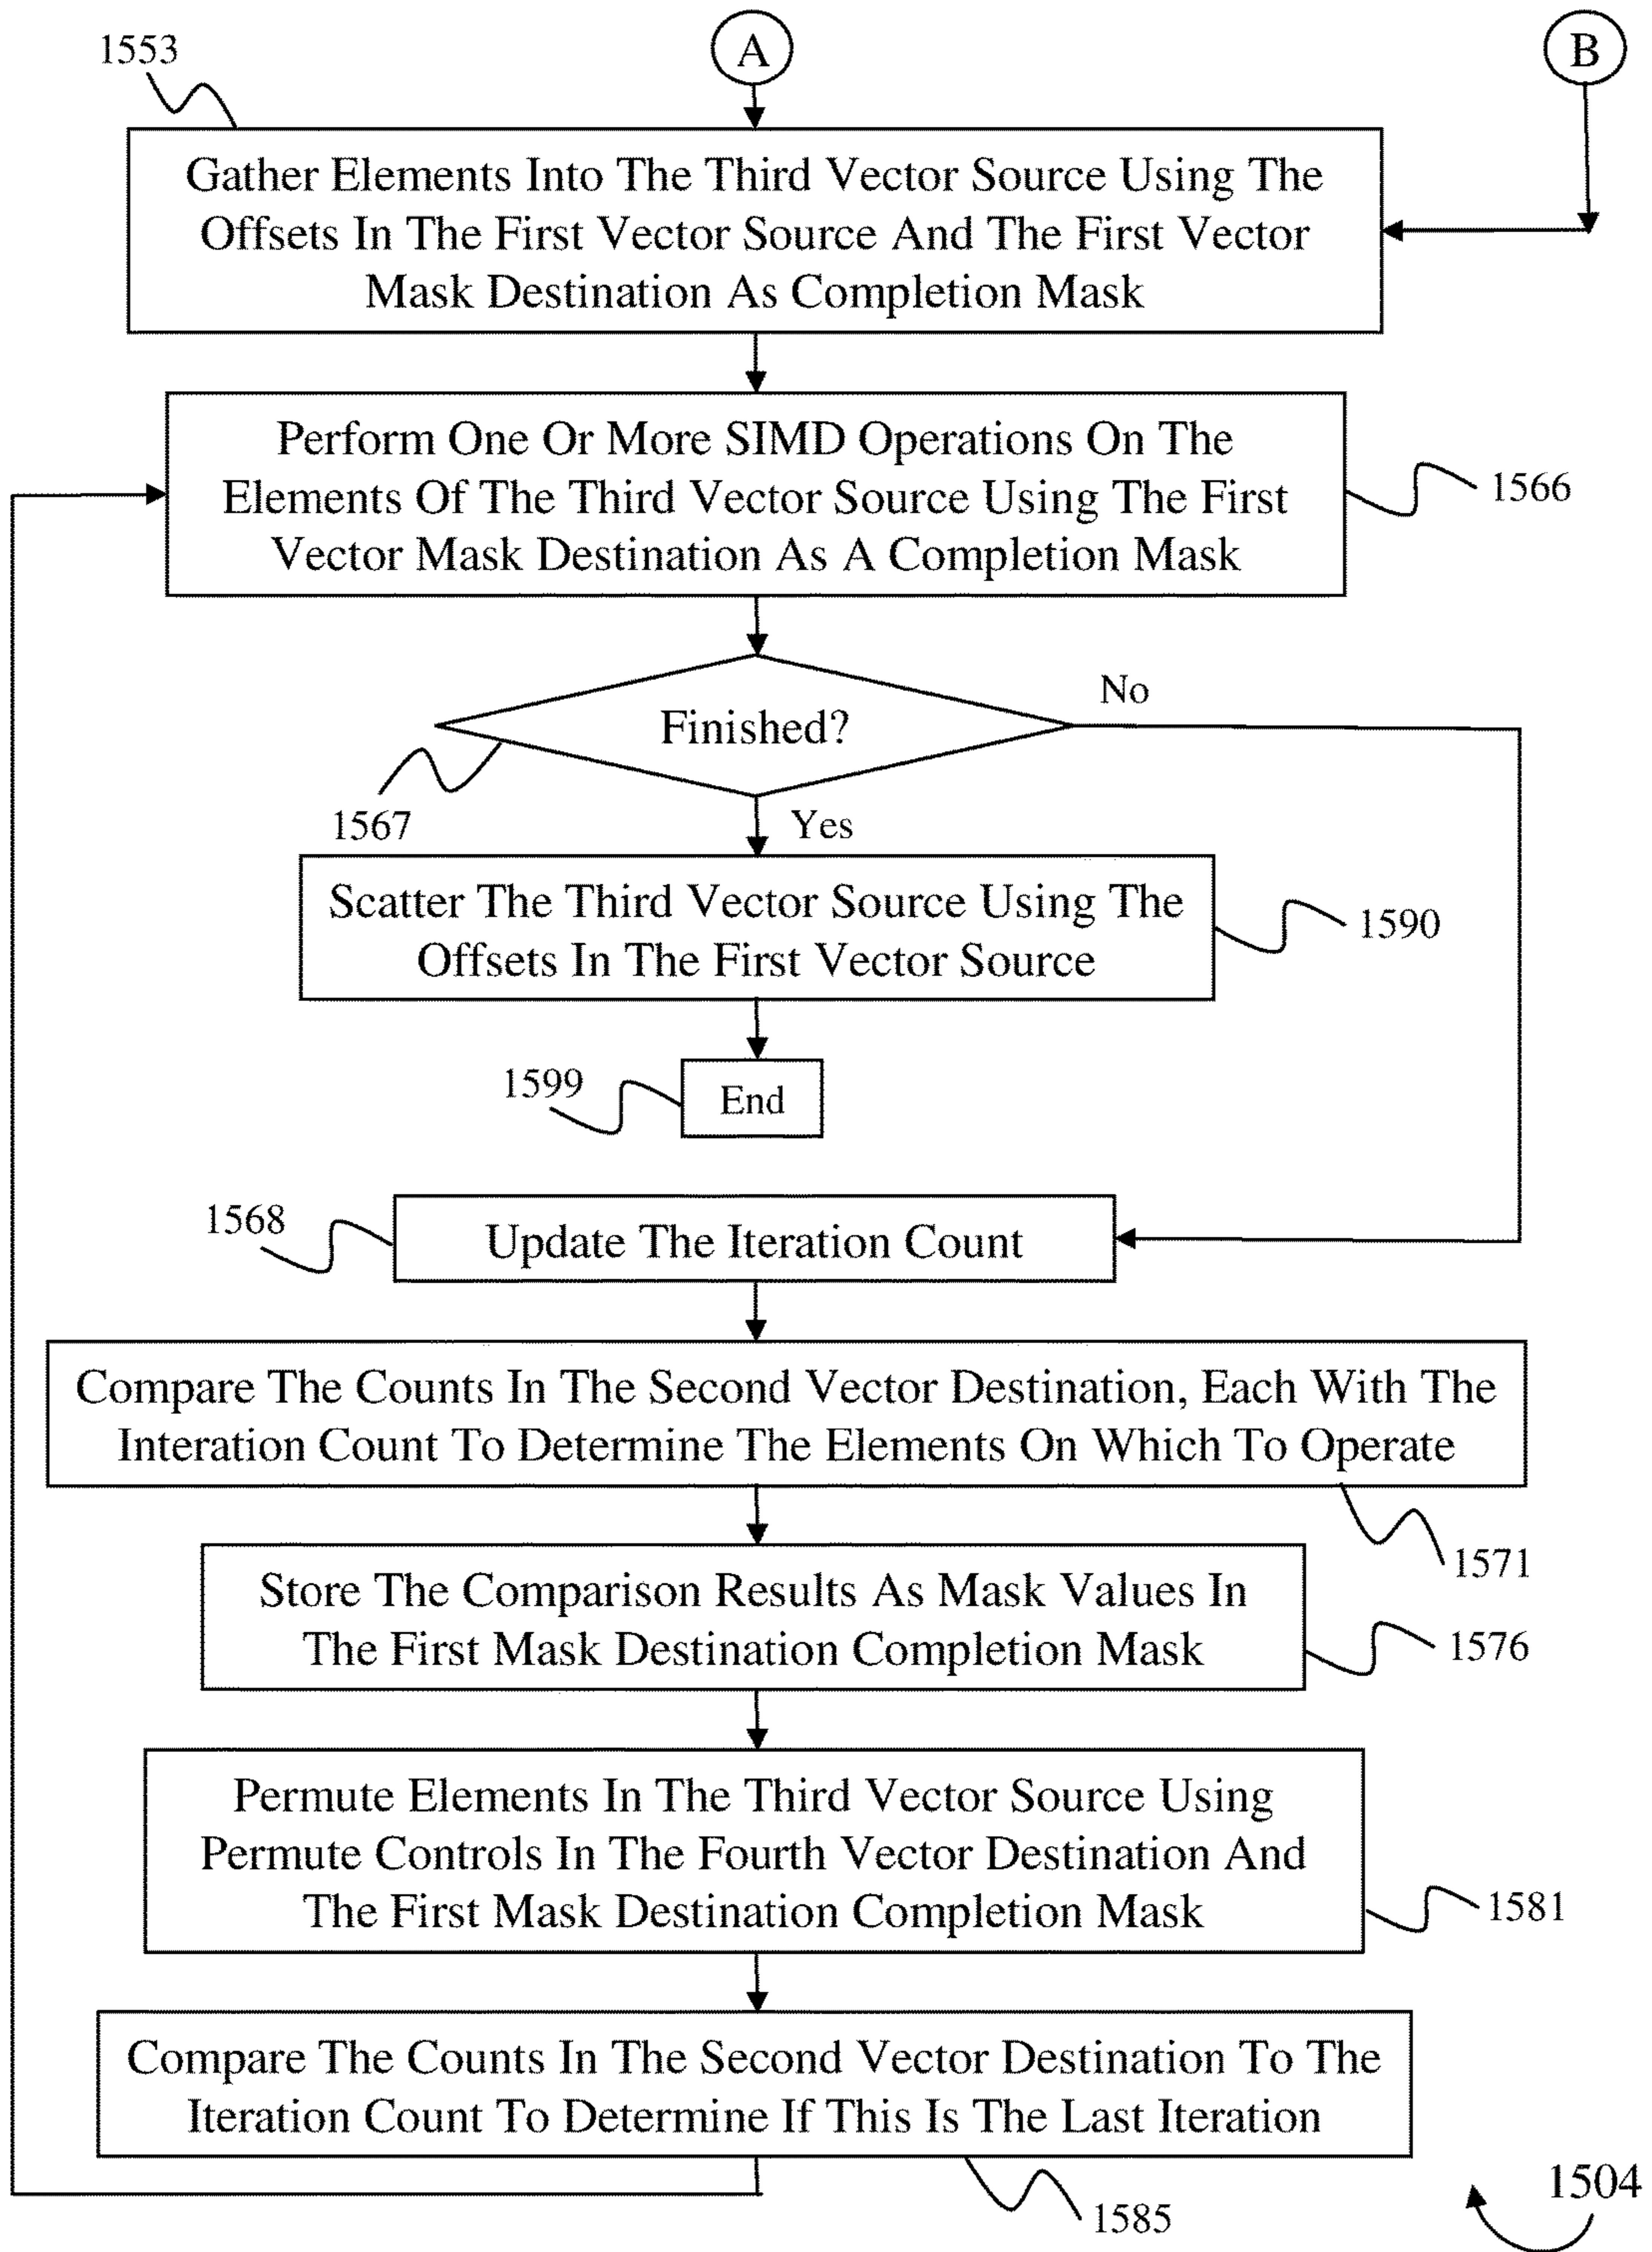 1553
A
B
Gather Elements Into The Third Vector Source Using The
Offsets In The First Vector Source And The First Vector
Mask Destination As Completion Mask
Perform One Or More SIMD Operations On The
Elements Of The Third Vector Source Using The First
Vector Mask Destination As A Completion Mask
1566
No
Finished?
1567
Yes
Scatter The Third Vector Source Using The
Offsets In The First Vector Source
1590
1599
End
1568
Update The Iteration Count
Compare The Counts In The Second Vector Destination, Each With The
Interation Count To Determine The Elements On Which To Operate
1571
Store The Comparison Results As Mask Values In
The First Mask Destination Completion Mask
1576
Permute Elements In The Third Vector Source Using
Permute Controls In The Fourth Vector Destination And
The First Mask Destination Completion Mask
1581
Compare The Counts In The Second Vector Destination To The
Iteration Count To Determine If This Is The Last Iteration
1585
1504